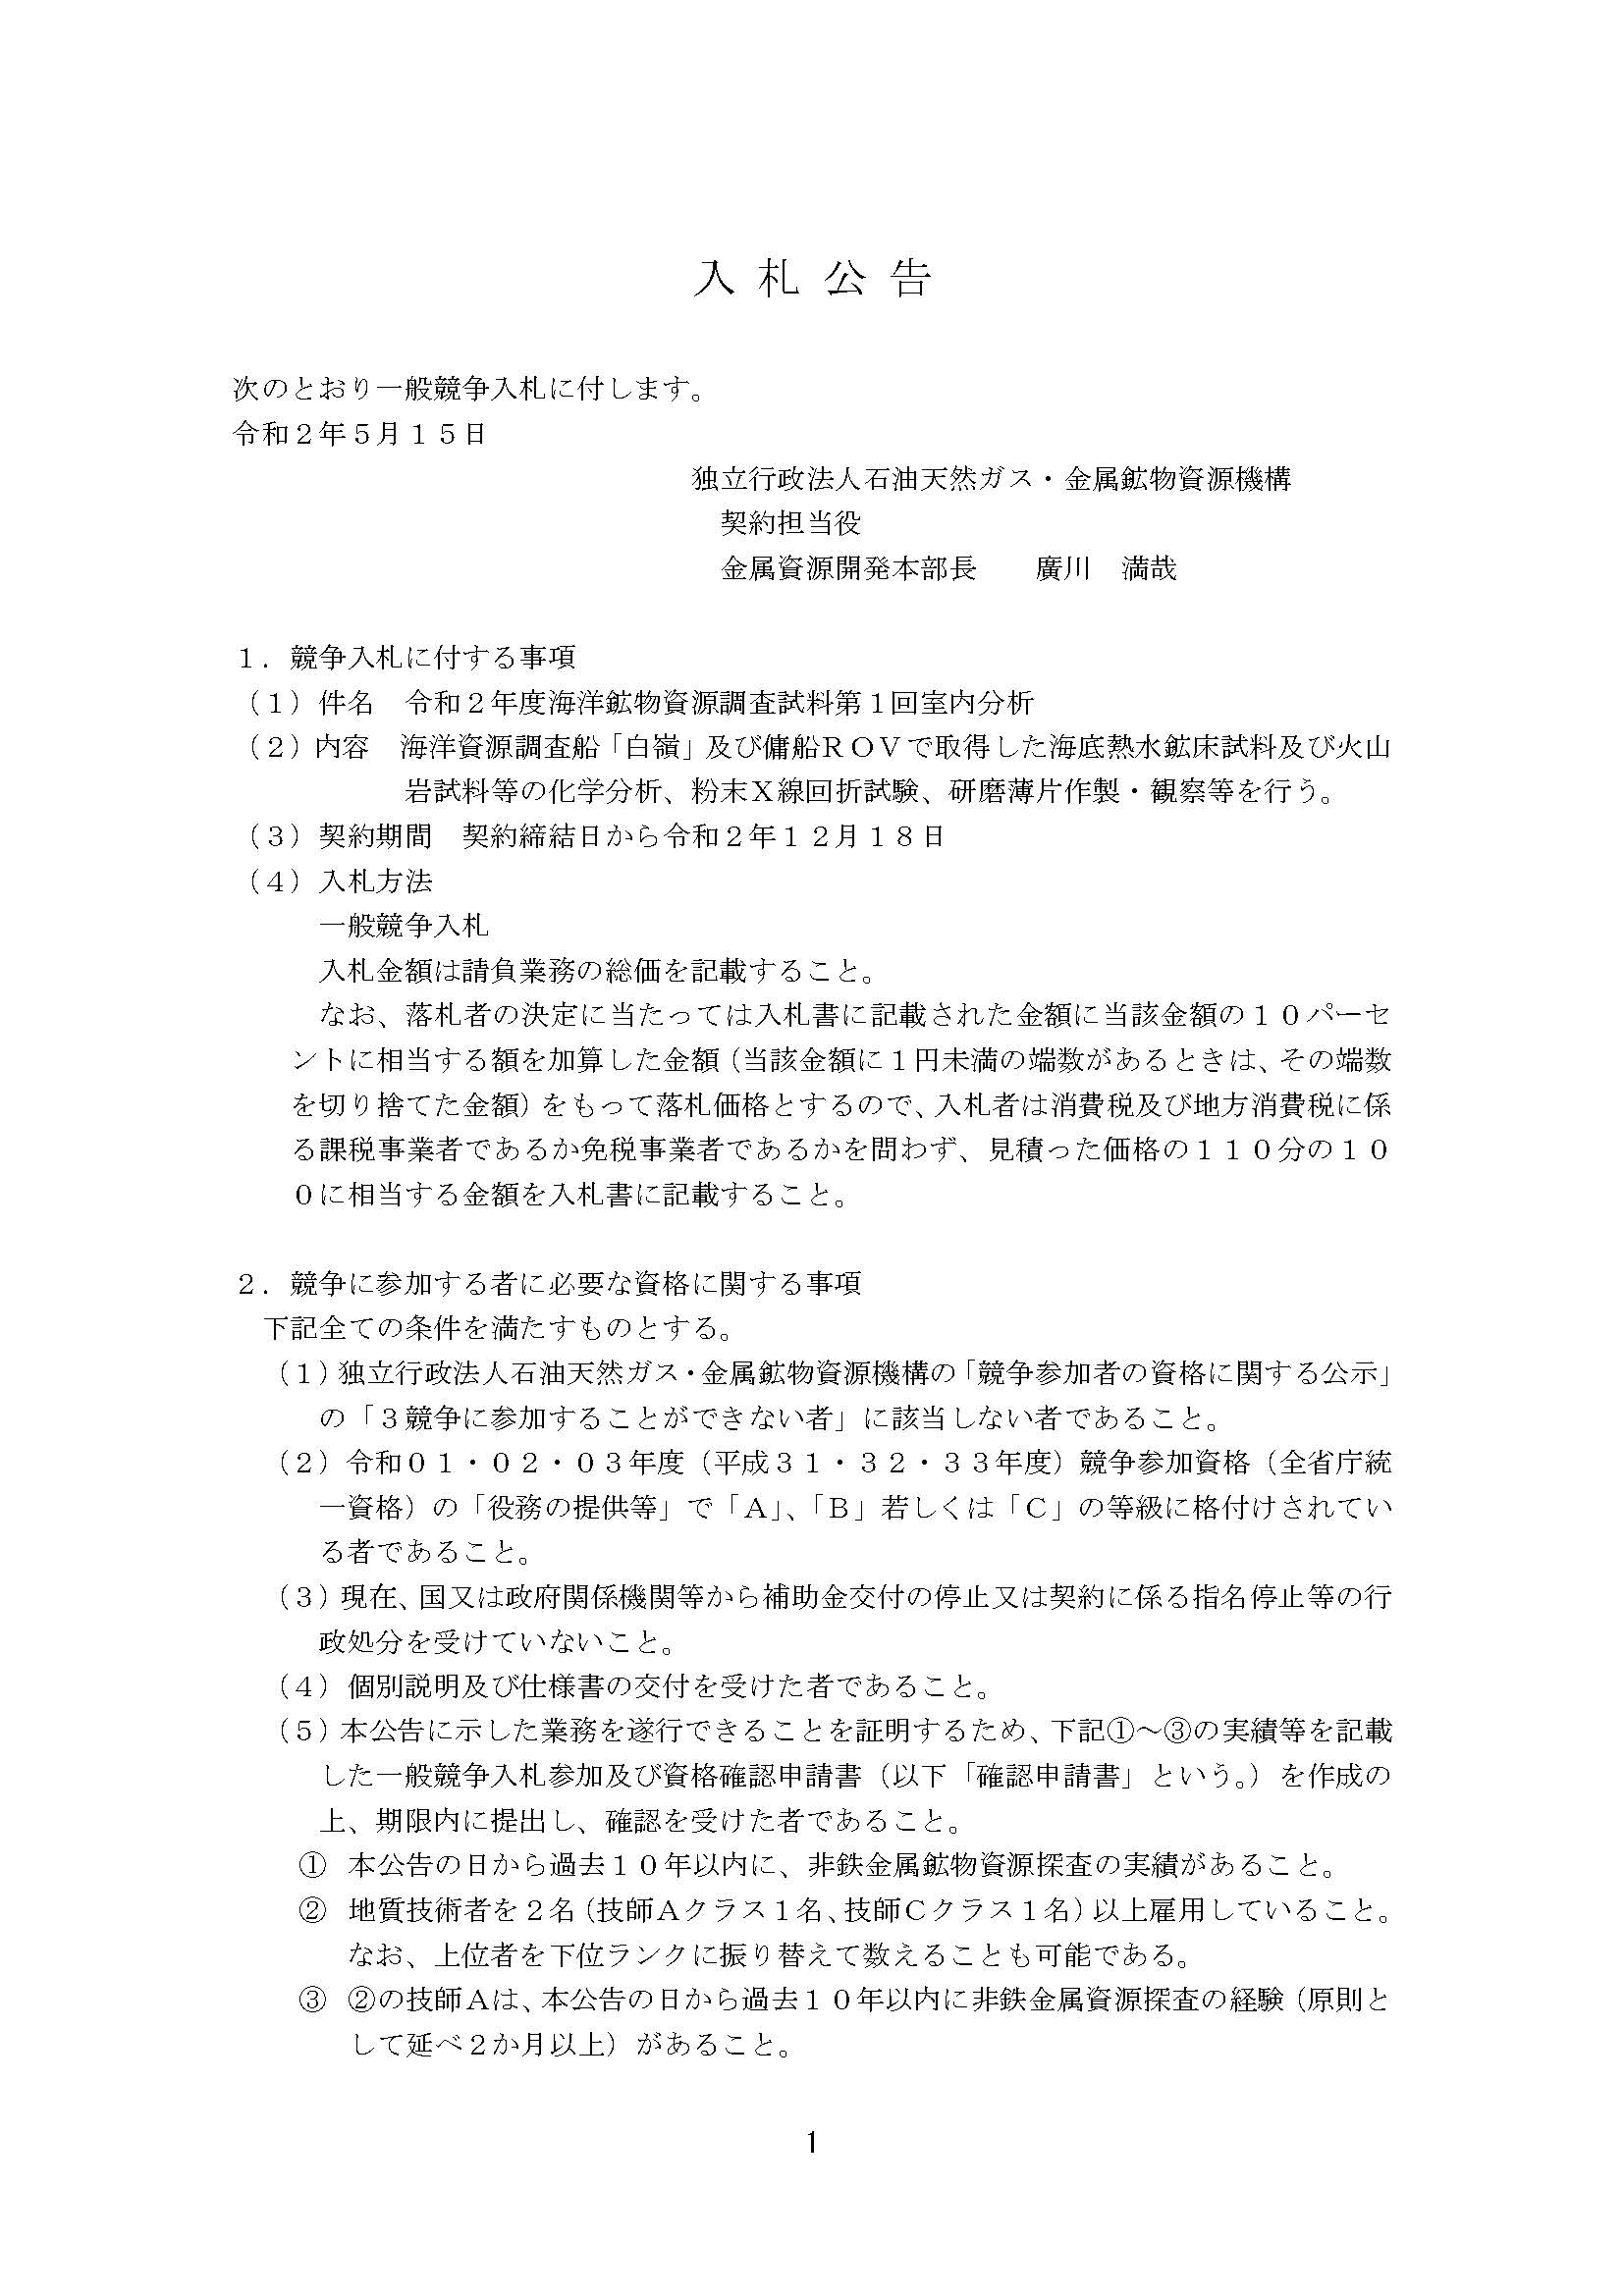 入 札 公 告
次のとおり一般競争入札に付します。
令和２年５月１５日
独立行政法人石油天然ガス・金属鉱物資源機構
契約担当役
金属資源開発本部長　　廣川　満哉
１．競争入札に付する事項
（１）件名　令和２年度海洋鉱物資源調査試料第１回室内分析
（２）内容　海洋資源調査船「白嶺」及び傭船ＲＯＶで取得した海底熱水鉱床試料及び火山
岩試料等の化学分析、粉末Ｘ線回折試験、研磨薄片作製・観察等を行う。
（３）契約期間　契約締結日から令和２年１２月１８日
（４）入札方法
一般競争入札
入札金額は請負業務の総価を記載すること。
なお、落札者の決定に当たっては入札書に記載された金額に当該金額の１０パーセ
ントに相当する額を加算した金額（当該金額に１円未満の端数があるときは、その端数
を切り捨てた金額）をもって落札価格とするので、入札者は消費税及び地方消費税に係
る課税事業者であるか免税事業者であるかを問わず、見積った価格の１１０分の１０
０に相当する金額を入札書に記載すること。
２．競争に参加する者に必要な資格に関する事項
下記全ての条件を満たすものとする。
（１）独立行政法人石油天然ガス・金属鉱物資源機構の「競争参加者の資格に関する公示」
の「３競争に参加することができない者」に該当しない者であること。
（２）令和０１・０２・０３年度（平成３１・３２・３３年度）競争参加資格（全省庁統
一資格）の「役務の提供等」で「Ａ」、「Ｂ」若しくは「Ｃ」の等級に格付けされてい
る者であること。
（３）現在、国又は政府関係機関等から補助金交付の停止又は契約に係る指名停止等の行
政処分を受けていないこと。
（４）個別説明及び仕様書の交付を受けた者であること。
（５）本公告に示した業務を遂行できることを証明するため、下記①～③の実績等を記載
した一般競争入札参加及び資格確認申請書（以下「確認申請書」という。）を作成の
上、期限内に提出し、確認を受けた者であること。
① 本公告の日から過去１０年以内に、非鉄金属鉱物資源探査の実績があること。
② 地質技術者を２名（技師Ａクラス１名、技師Ｃクラス１名）以上雇用していること。
なお、上位者を下位ランクに振り替えて数えることも可能である。
③ ②の技師Ａは、本公告の日から過去１０年以内に非鉄金属資源探査の経験（原則と
して延べ２か月以上）があること。
1